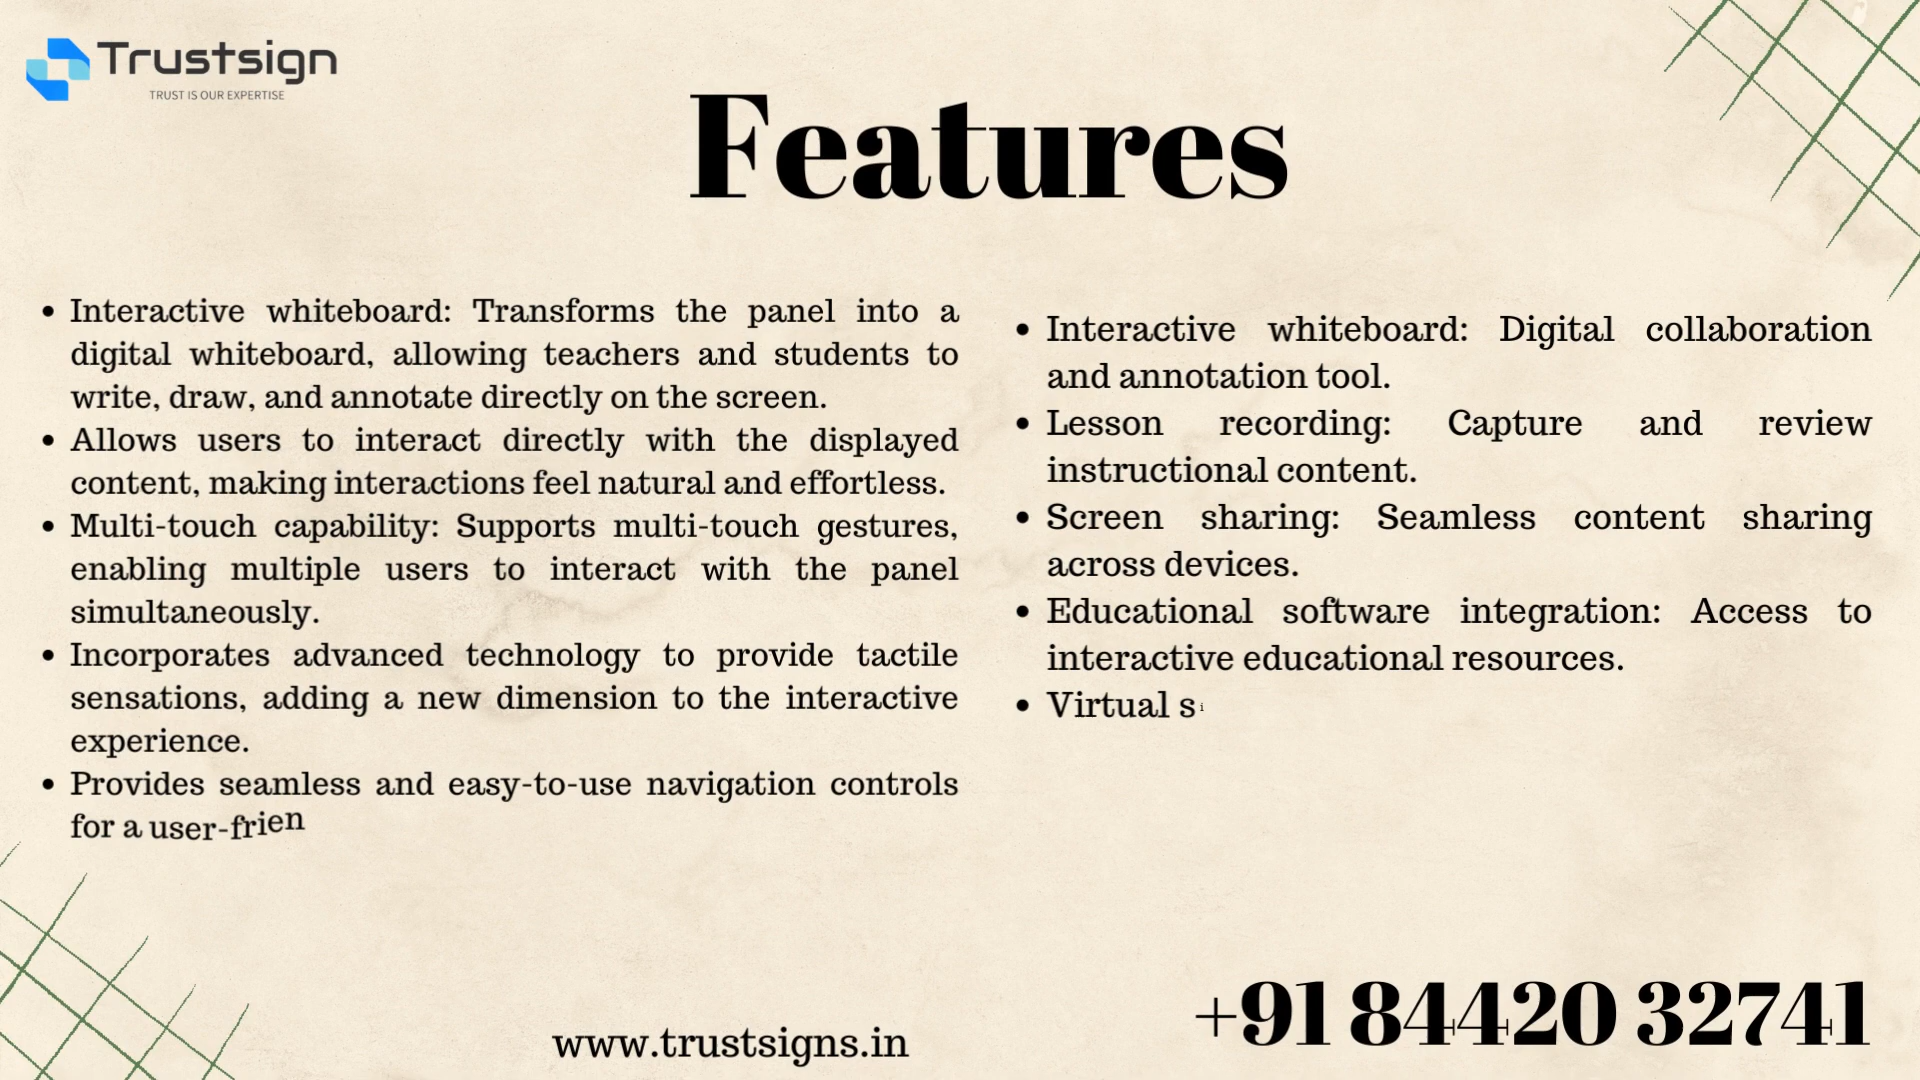 Trustsign
TRUST IS OUR EXPERTISE
Features
• Interactive whiteboard: Transforms the panel into a
digital whiteboard, allowing teachers and students to
write, draw, and annotate directly on the screen.
• Allows users to interact directly with the displayed
content, making interactions feel natural and effortless.
• Multi-touch capability: Supports multi-touch gestures,
enabling multiple users to interact with the panel
simultaneously.
• Incorporates advanced technology to provide tactile
sensations, adding a new dimension to the interactive
experience.
• Provides seamless and easy-to-use navigation controls
for a user-frien
• Interactive whiteboard: Digital collaboration
and annotation tool.
• Lesson recording: Capture and review
instructional content.
• Screen sharing: Seamless content sharing
across devices.
• Educational software integration: Access to
interactive educational resources.
• Virtual si
www.trustsigns.in
+91 84420 32741